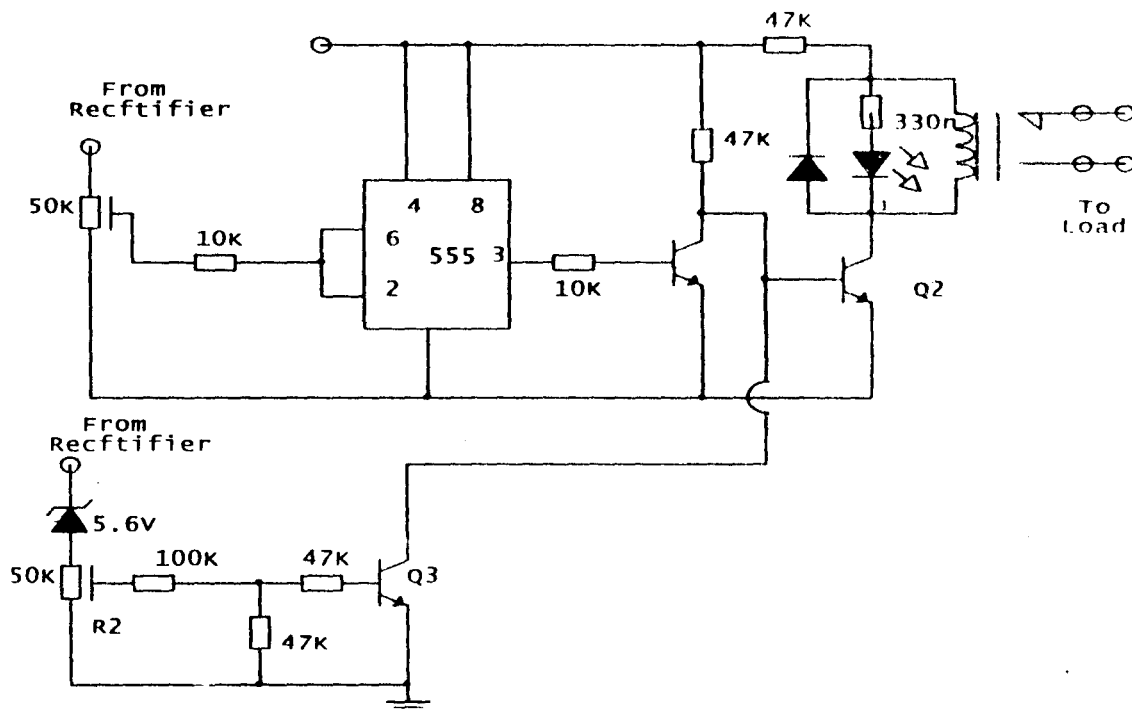 47K
From
Recftifier
330n
47K
50K
4 8
To
Load
10K
6
555 3
2
10K
Q2
From
Recftifier
5.6V
100K
47K
Q3
50K
R2
47K